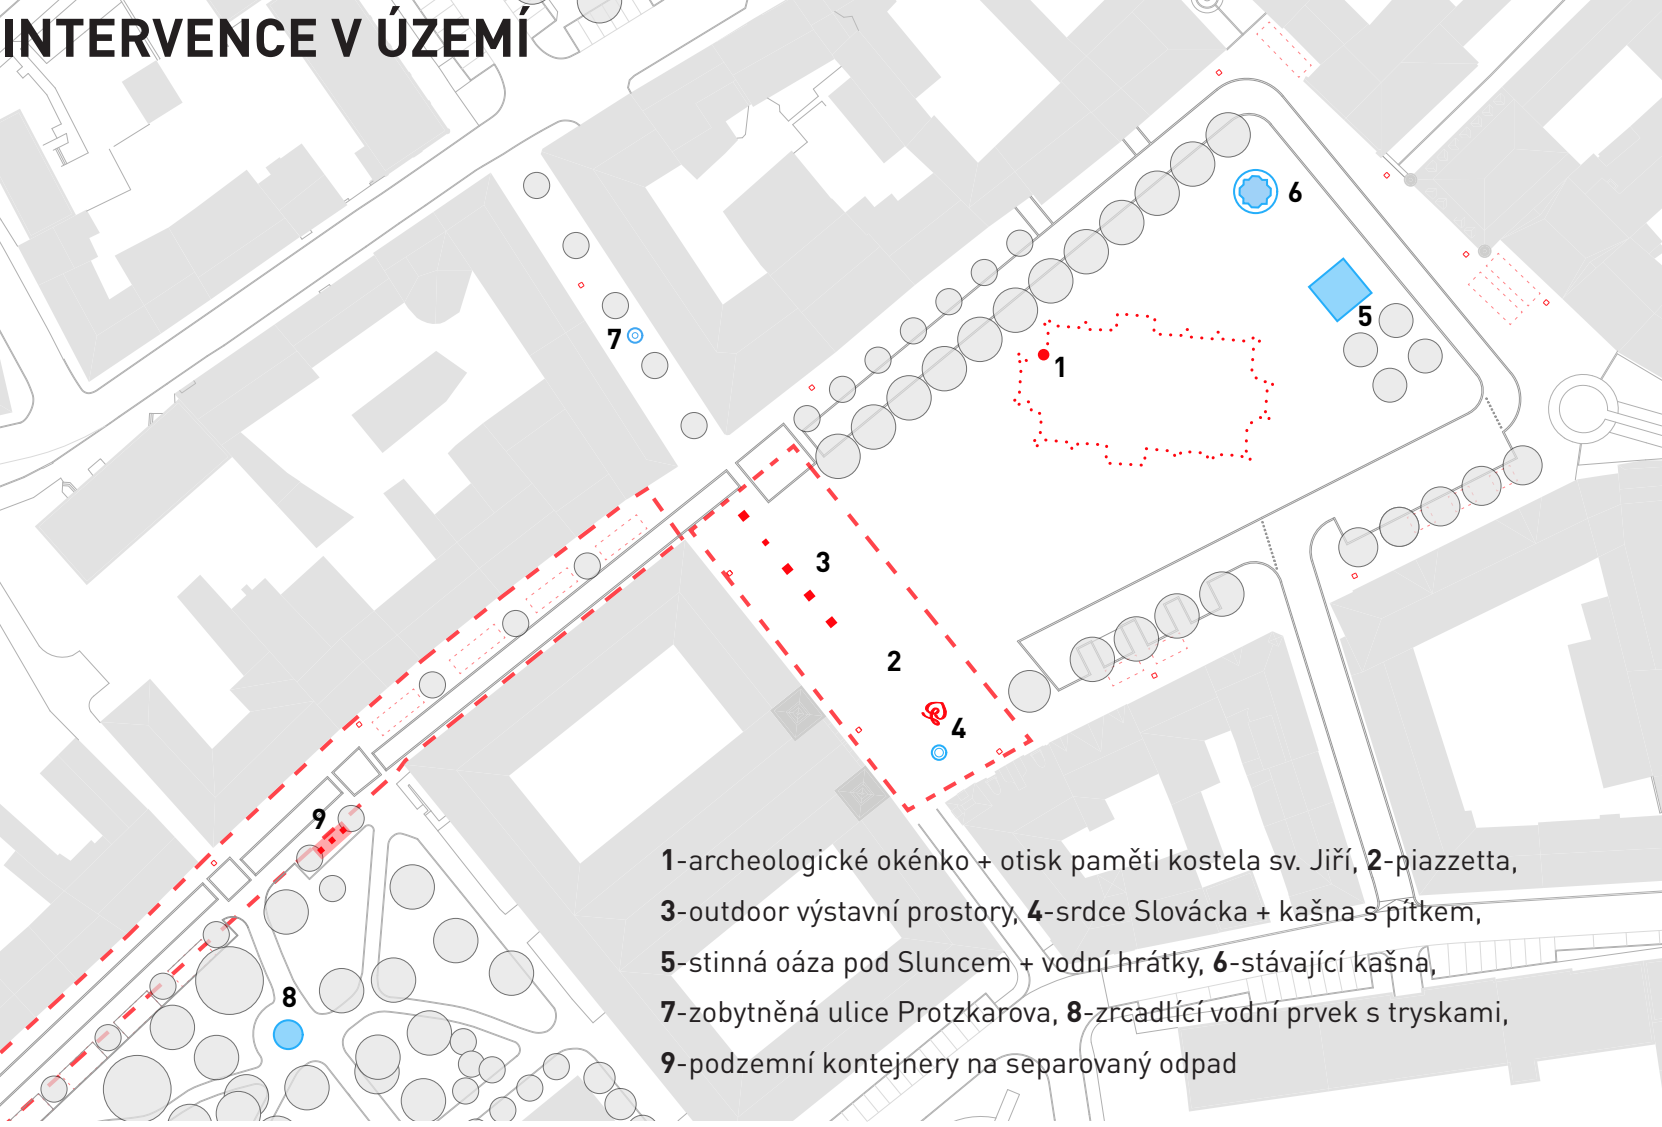 INTERVENCE V ÚZEMÍ
6
5
7
1
3
2
4
9
8
1-archeologické okénko + otisk paměti kostela sv. Jiří, 2-piazzetta,
3-outdoor výstavní prostory, 4-srdce Slovácka + kašna s pítkem,
5-stinná oáza pod Sluncem + vodní hrátky, 6-stávající kašna,
7-zobytněná ulice Protzkarova, 8-zrcadlící vodní prvek s tryskami,
9-podzemní kontejnery na separovaný odpad